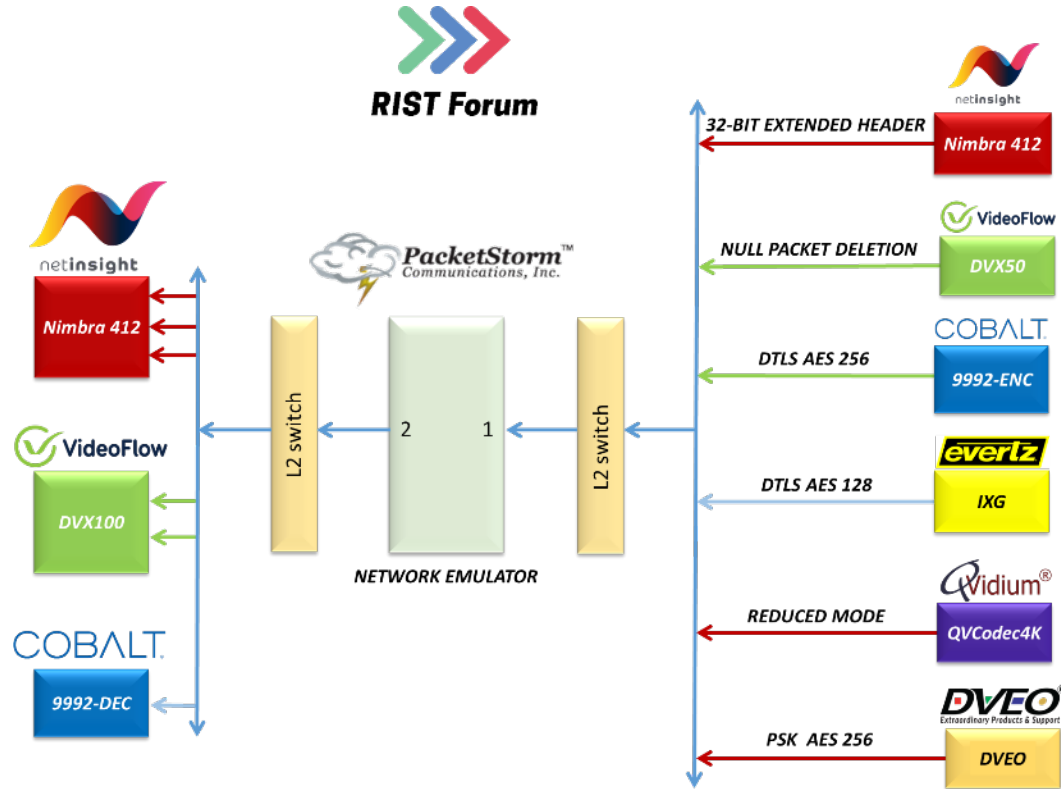 RIST Forum
netinsight
Nimbra 412
VideoFlow
DVX100
COBALT.
9992-DEC
L2 switch
PacketStorm™
Communications, Inc.
2
1
NETWORK EMULATOR
L2 switch
32-BIT EXTENDED HEADER
netinsight
Nimbra 412
NULL PACKET DELETION
VideoFlow
DVX50
DTLS AES 256
COBALT.
9992-ENC
DTLS AES 128
evertz
IXG
REDUCED MODE
QVidium®
QVCodec4K
PSK AES 256
DVEO
Extraordinary Products & Support
DVEO